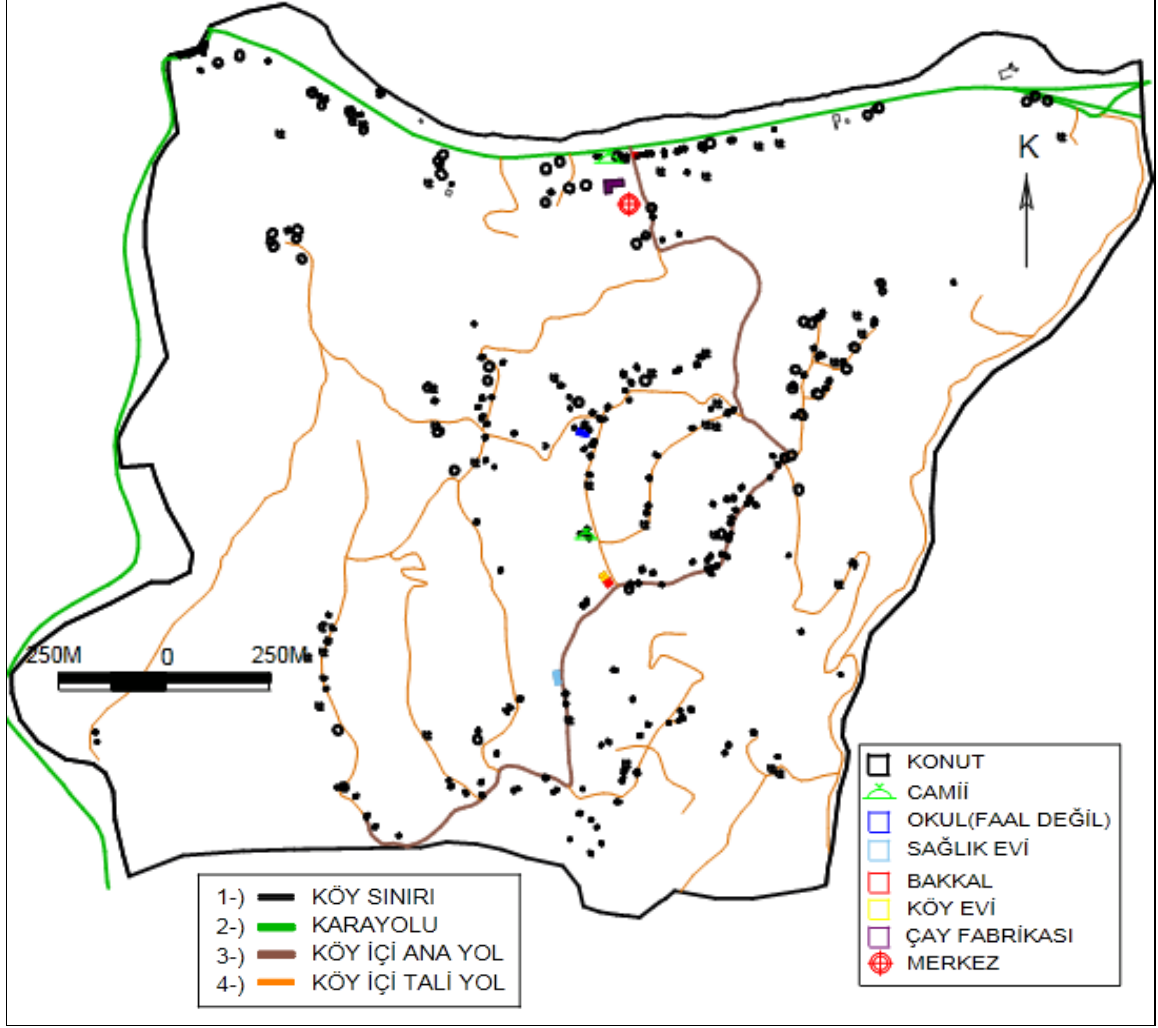 K
250M 0 250M
KONUT
CAMİİ
OKUL(FAAL DEĞİL)
SAĞLIK EVİ
BAKKAL
KÖY EVİ
ÇAY FABRİKASI
MERKEZ
1-) KÖY SINIRI
2-) KARAYOLU
3-) KÖY İÇİ ANA YOL
4-) KÖY İÇİ TALİ YOL